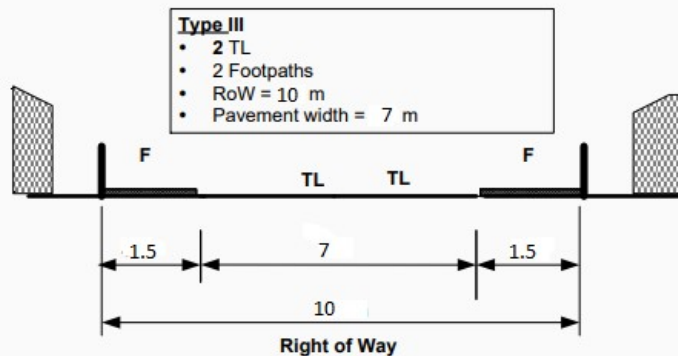 Type III
• 2 TL
• 2 Footpaths
• RoW = 10 m
• Pavement width = 7 m
F TL TL F
1.5 7 1.5
10
Right of Way